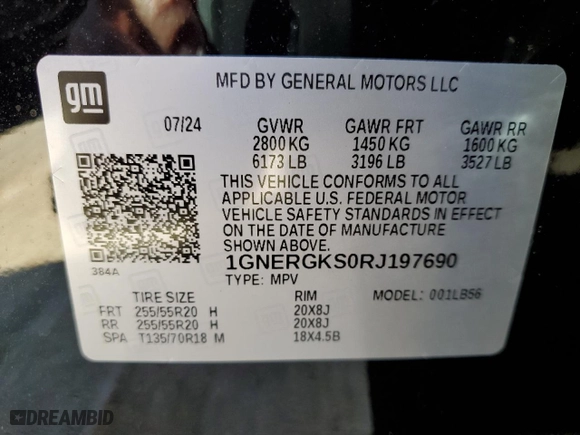 gm
MFD BY GENERAL MOTORS LLC
07/24 GVWR GAWR FRT GAWR RR
2800 KG 1450 KG 1600 KG
6173 LB 3196 LB 3527 LB
THIS VEHICLE CONFORMS TO ALL
APPLICABLE U.S. FEDERAL MOTOR
VEHICLE SAFETY STANDARDS IN EFFECT
ON THE DATE OF MANUFACTURE
SHOWN ABOVE.
384A
1GNERGKS0RJ197690
TYPE: MPV MODEL: 001LB56
TIRE SIZE RIM
FRT 255/55R20 H 20X8J
RR 255/55R20 H 20X8J
SPA T135/70R18 M 18X4.5B
DREAMBID